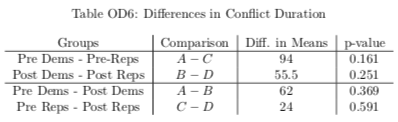 Table OD6: Differences in Conflict Duration
Groups Comparison Diff. in Means p-value
Pre Dems - Pre-Reps A − C 94 0.161
Post Dems - Post Reps B − D 55.5 0.251
Pre Dems - Post Dems A − B 62 0.369
Pre Reps - Post Reps C − D 24 0.591